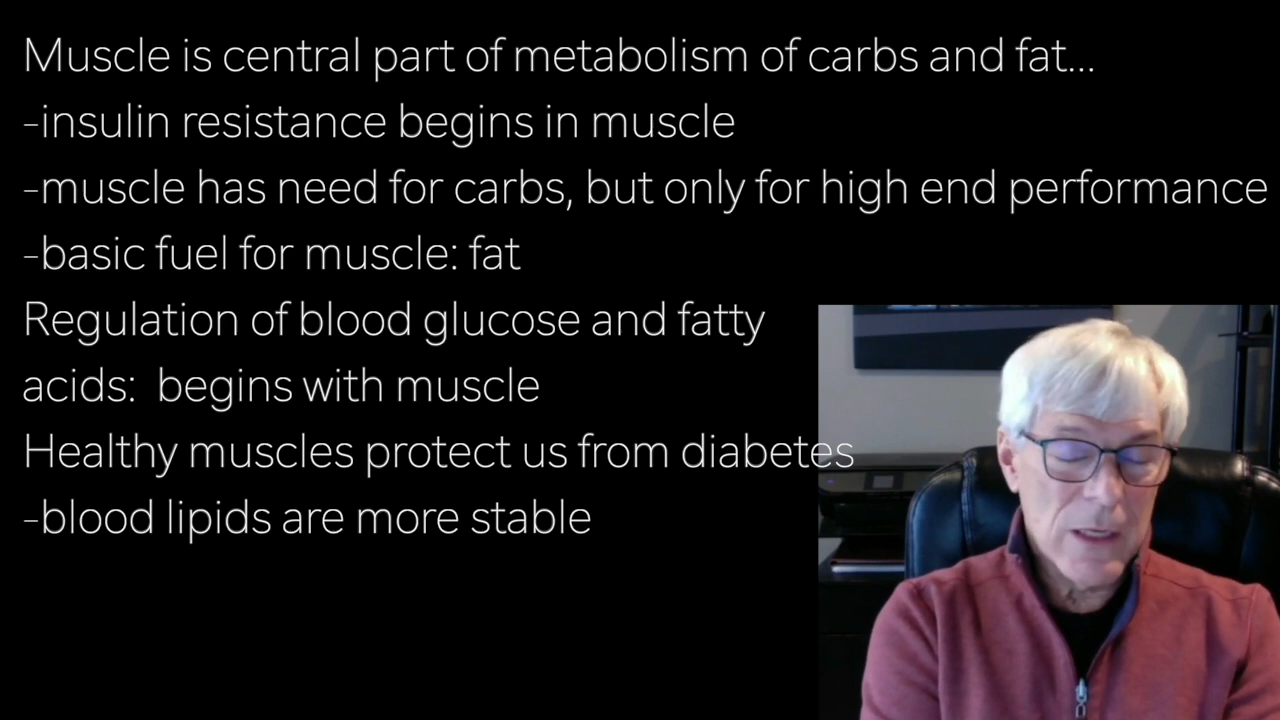 Muscle is central part of metabolism of carbs and fat...
-insulin resistance begins in muscle
-muscle has need for carbs, but only for high end performance
-basic fuel for muscle: fat
Regulation of blood glucose and fatty
acids:  begins with muscle
Healthy muscles protect us from diabetes
-blood lipids are more stable